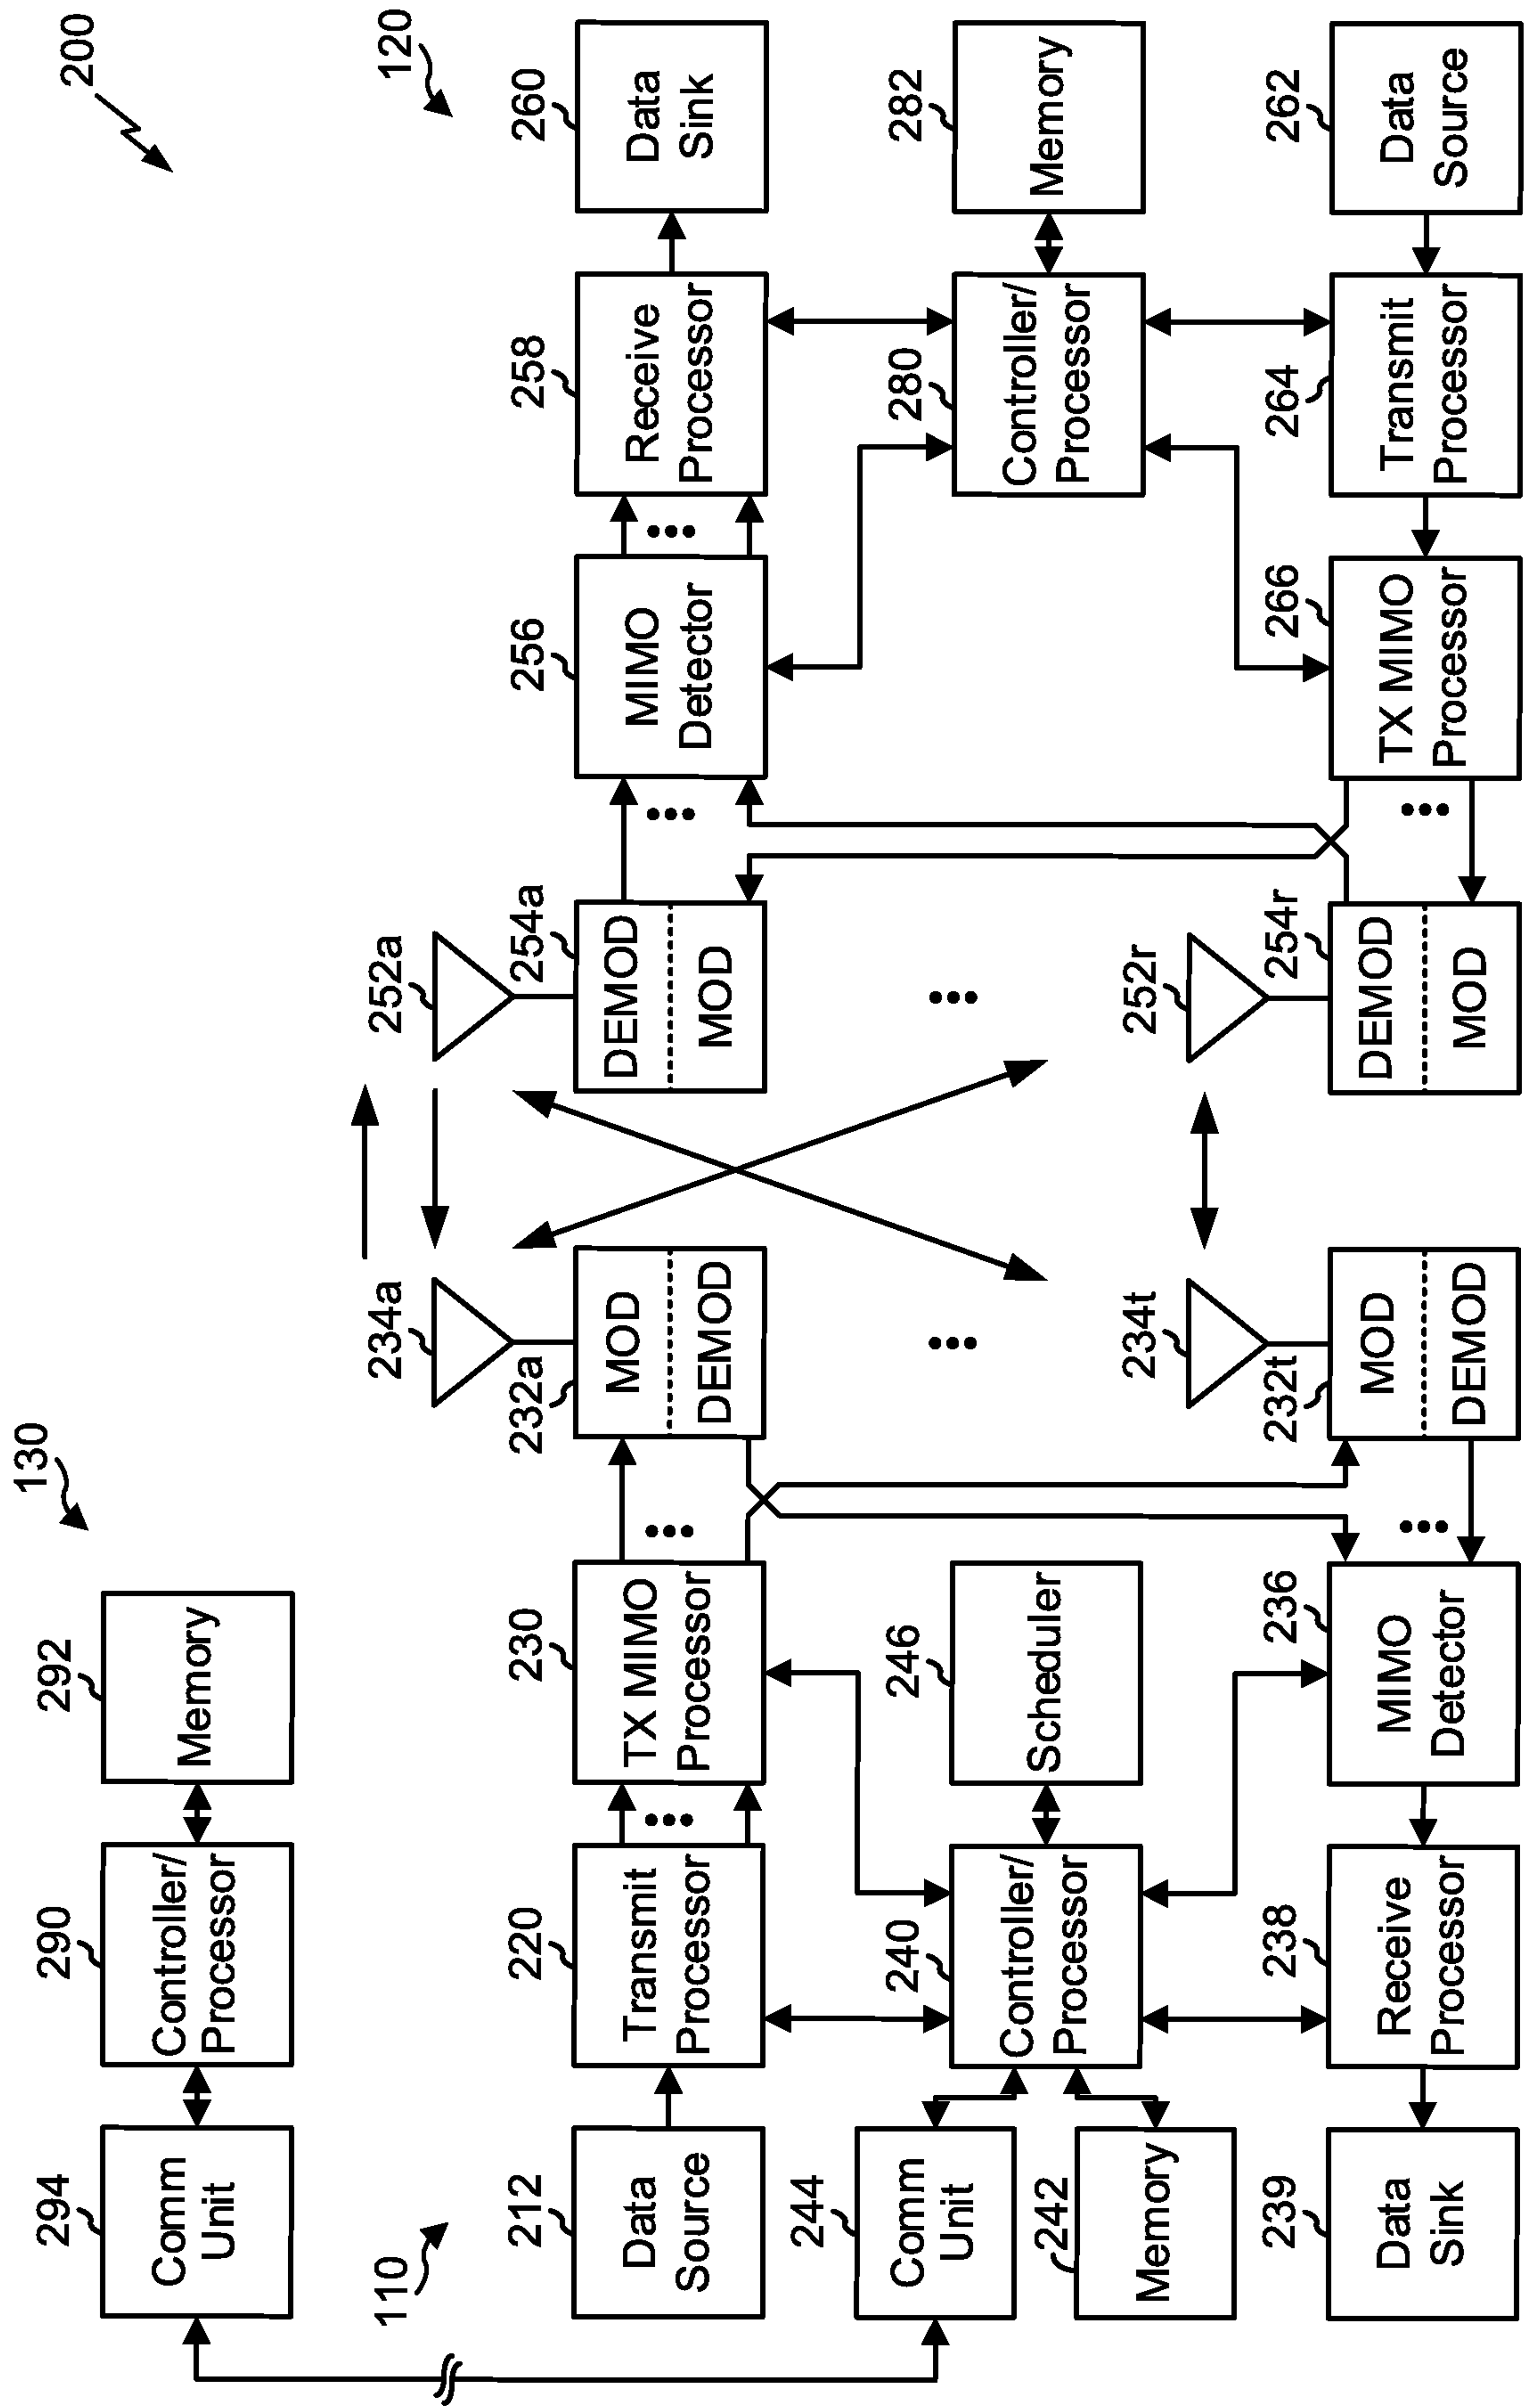 130
200
294
290
292
Comm
Unit
Controller/
Processor
Memory
110
234a
252a
120
212
220
230
232a
254a
256
258
260
Data
Source
Transmit
Processor
TX MIMO
Processor
MOD
DEMOD
DEMOD
MOD
MIMO
Detector
Receive
Processor
Data
Sink
244
240
246
280
282
Comm
Unit
Controller/
Processor
Scheduler
Controller/
Processor
Memory
242
Memory
234t
252r
239
238
236
232t
254r
266
264
262
Data
Sink
Receive
Processor
MIMO
Detector
MOD
DEMOD
DEMOD
MOD
TX MIMO
Processor
Transmit
Processor
Data
Source